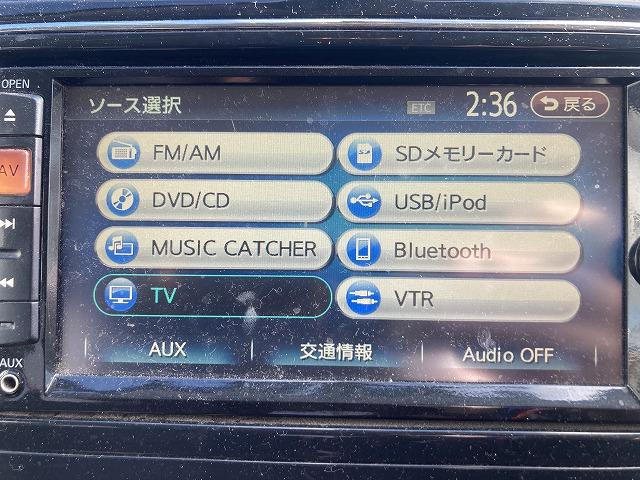 OPEN
ソース選択
ETC
2:36
戻る
AV
FM/AM
SDメモリーカード
DVD/CD
USB/iPod
MUSIC CATCHER
Bluetooth
TV
VTR
AUX
交通情報
Audio OFF
AUX